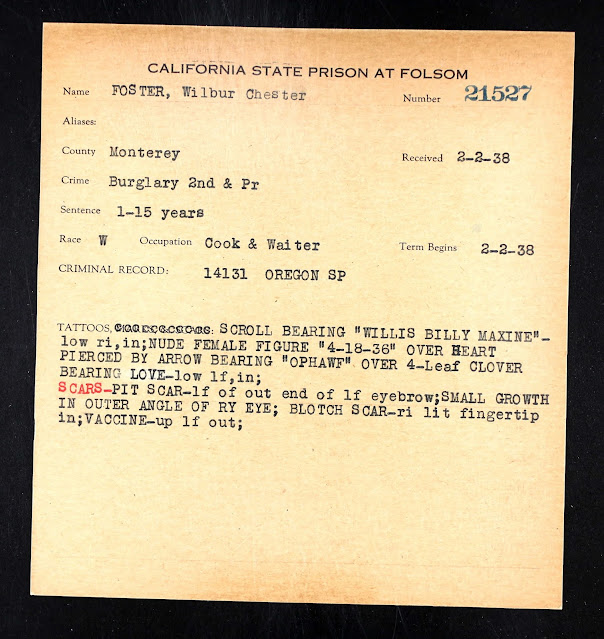 CALIFORNIA STATE PRISON AT FOLSOM
Name FOSTER, Wilbur Chester Number 21527
Aliases:
County Monterey Received 2-2-38
Crime Burglary 2nd & Pr
Sentence 1-15 years
Race W Occupation Cook & Waiter Term Begins 2-2-38
CRIMINAL RECORD: 14131 OREGON SP
TATTOOS, SCROLL BEARING "WILLIS BILLY MAXINE"-
low ri,in;NUDE FEMALE FIGURE "4-18-36" OVER HEART
PIERCED BY ARROW BEARING "OPHAWF" OVER 4-Leaf CLOVER
BEARING LOVE-low lf,in;
SCARS-PIT SCAR-lf of out end of lf eyebrow;SMALL GROWTH
IN OUTER ANGLE OF RY EYE; BLOTCH SCAR-ri lit fingertip
in;VACCINE-up lf out;